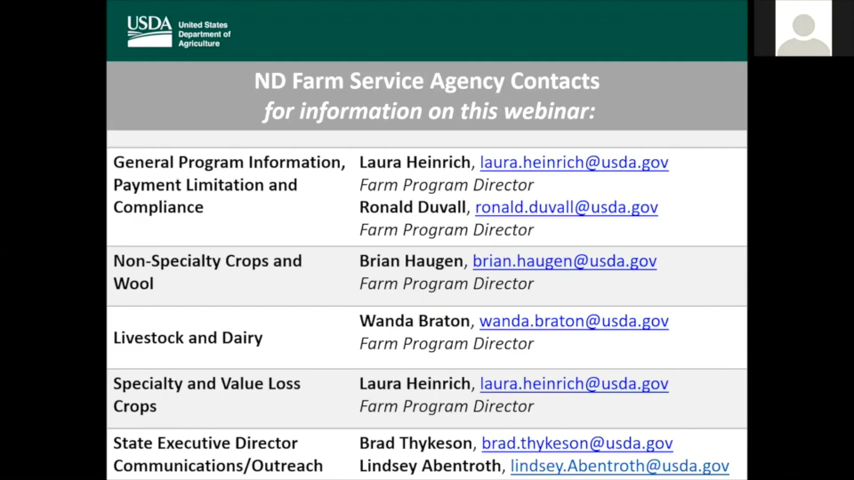 USDA
United States
Department of
Agriculture
ND Farm Service Agency Contacts
for information on this webinar:
General Program Information,
Payment Limitation and
Compliance
Laura Heinrich, laura.heinrich@usda.gov
Farm Program Director
Ronald Duvall, ronald.duvall@usda.gov
Farm Program Director
Non-Specialty Crops and
Wool
Brian Haugen, brian.haugen@usda.gov
Farm Program Director
Livestock and Dairy
Wanda Braton, wanda.braton@usda.gov
Farm Program Director
Specialty and Value Loss
Crops
Laura Heinrich, laura.heinrich@usda.gov
Farm Program Director
State Executive Director
Communications/Outreach
Brad Thykeson, brad.thykeson@usda.gov
Lindsey Abentroth, lindsey.Abentroth@usda.gov